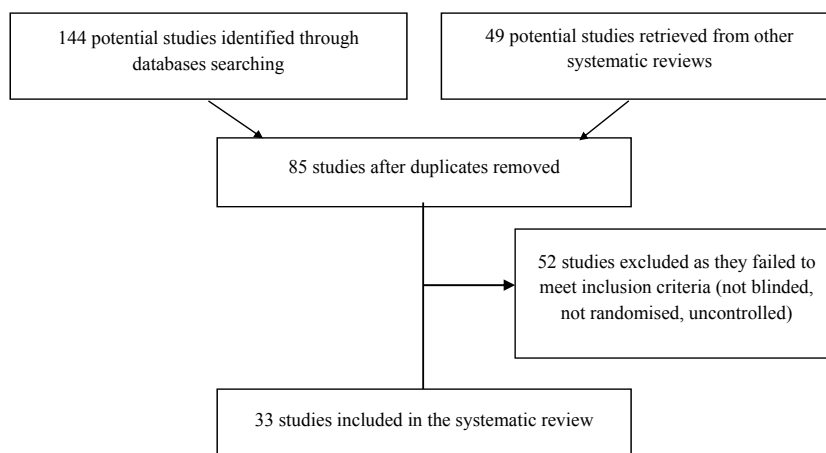 144 potential studies identified through
databases searching
49 potential studies retrieved from other
systematic reviews
85 studies after duplicates removed
52 studies excluded as they failed to
meet inclusion criteria (not blinded,
not randomised, uncontrolled)
33 studies included in the systematic review